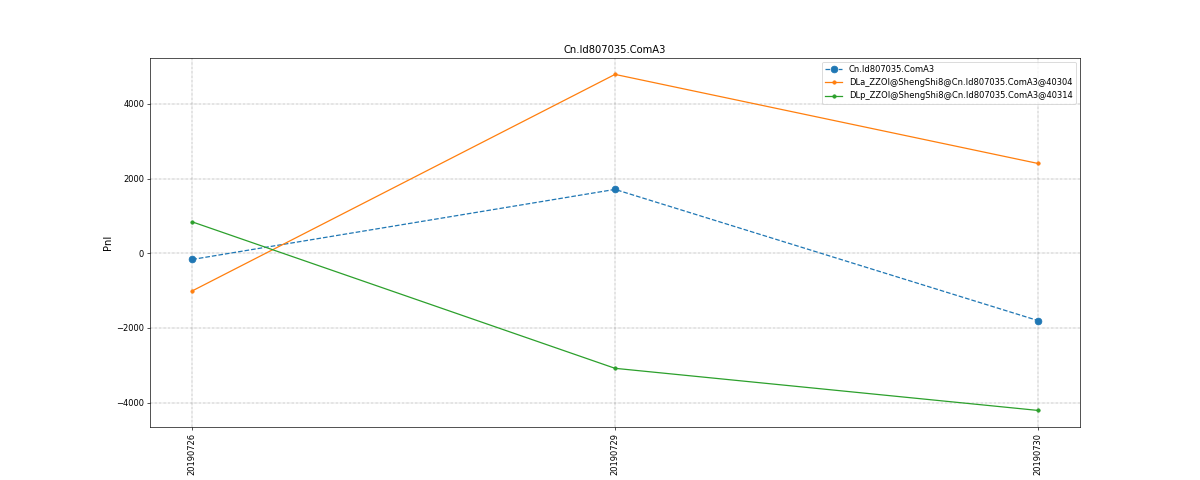 Cn.Id807035.ComA3
Cn.Id807035.ComA3
DLa_ZZOI@ShengShi8@Cn.Id807035.ComA3@40304
DLp_ZZOI@ShengShi8@Cn.Id807035.ComA3@40314
4000
2000
0
−2000
−4000
Pnl
20190726
20190729
20190730